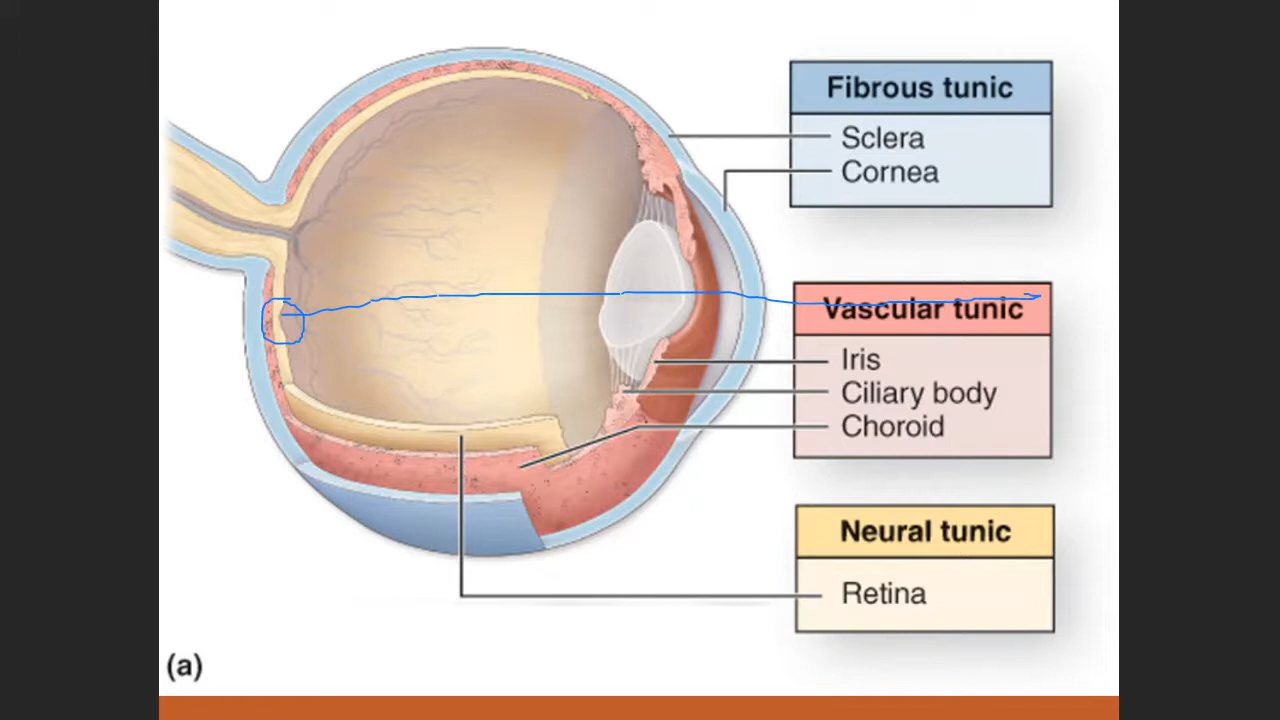 Fibrous tunic
Sclera
Cornea
Vascular tunic
Iris
Ciliary body
Choroid
Neural tunic
Retina
(a)